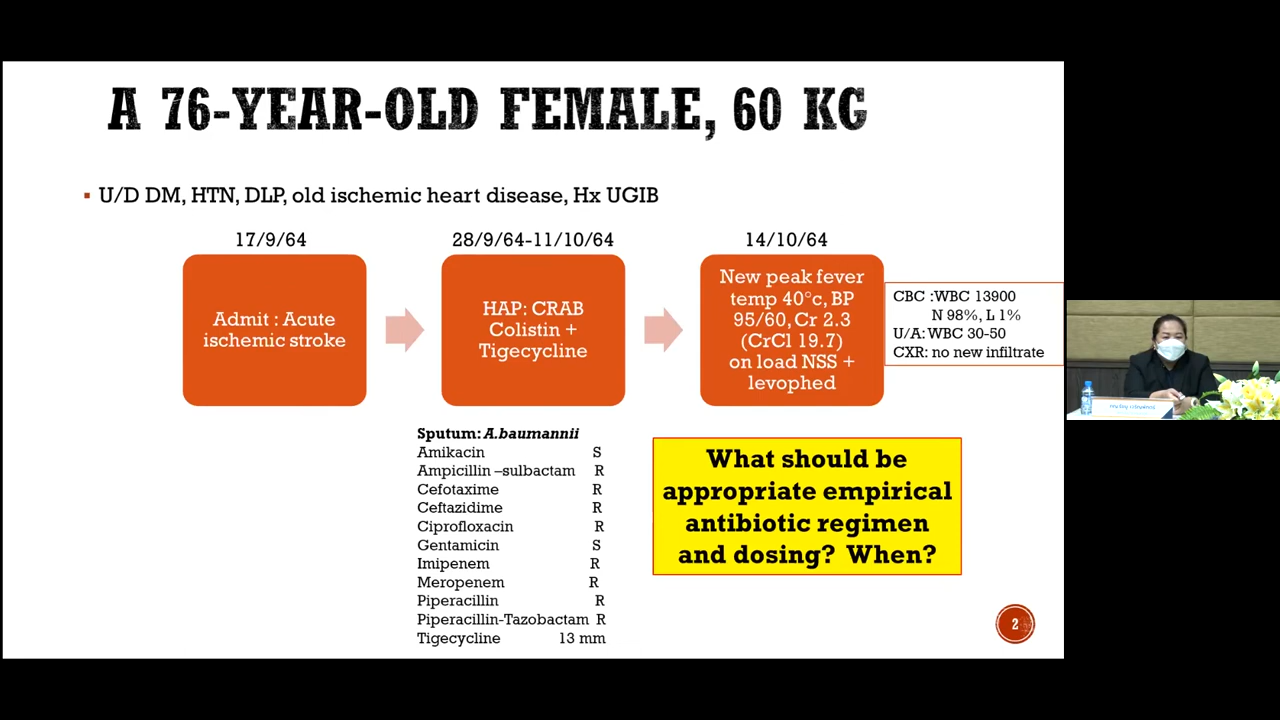 A 76-YEAR-OLD FEMALE, 60 KG
▪ U/D DM, HTN, DLP, old ischemic heart disease, Hx UGIB
17/9/64
Admit : Acute
ischemic stroke
28/9/64-11/10/64
HAP: CRAB
Colistin +
Tigecycline
14/10/64
New peak fever
temp 40°c, BP
95/60, Cr 2.3
(CrCl 19.7)
on load NSS +
levophed
CBC :WBC 13900
N 98%, L 1%
U/A: WBC 30-50
CXR: no new infiltrate
Sputum: A.baumannii
Amikacin S
Ampicillin –sulbactam R
Cefotaxime R
Ceftazidime R
Ciprofloxacin R
Gentamicin S
Imipenem R
Meropenem R
Piperacillin R
Piperacillin-Tazobactam R
Tigecycline 13 mm
What should be
appropriate empirical
antibiotic regimen
and dosing? When?
2